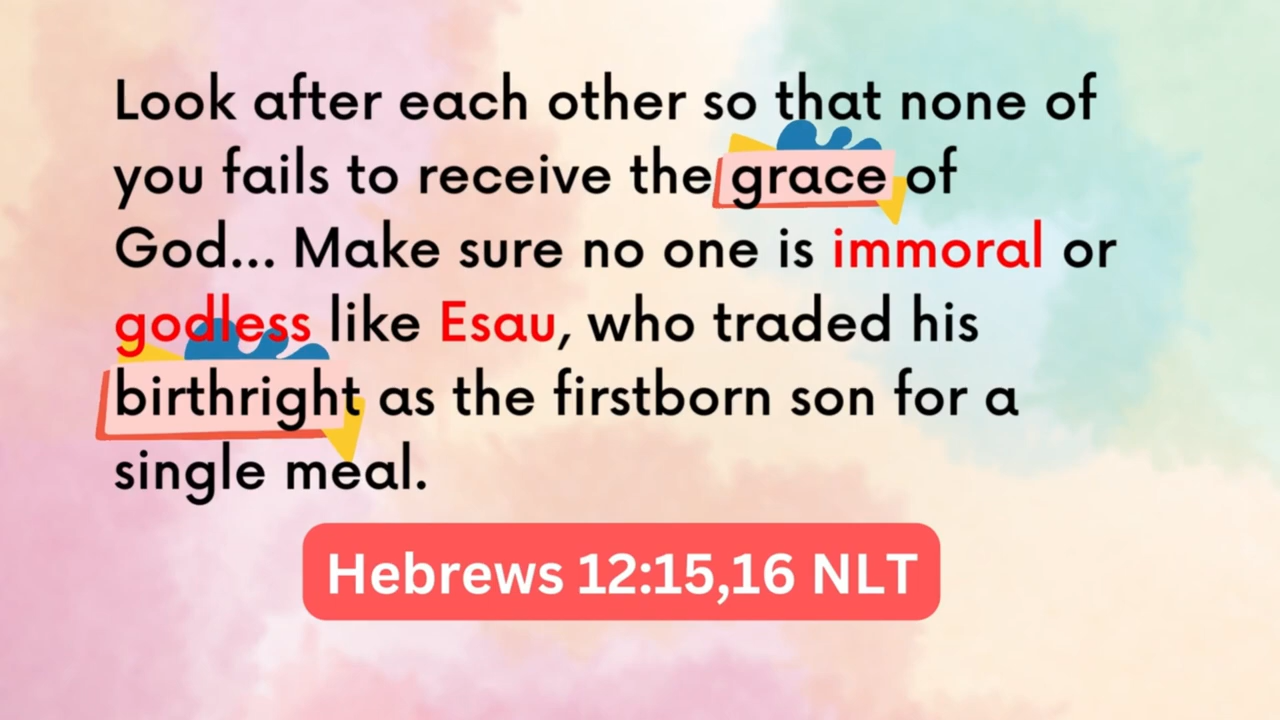 Look after each other so that none of
you fails to receive the grace of
God... Make sure no one is immoral or
godless like Esau, who traded his
birthright as the firstborn son for a
single meal.
Hebrews 12:15,16 NLT